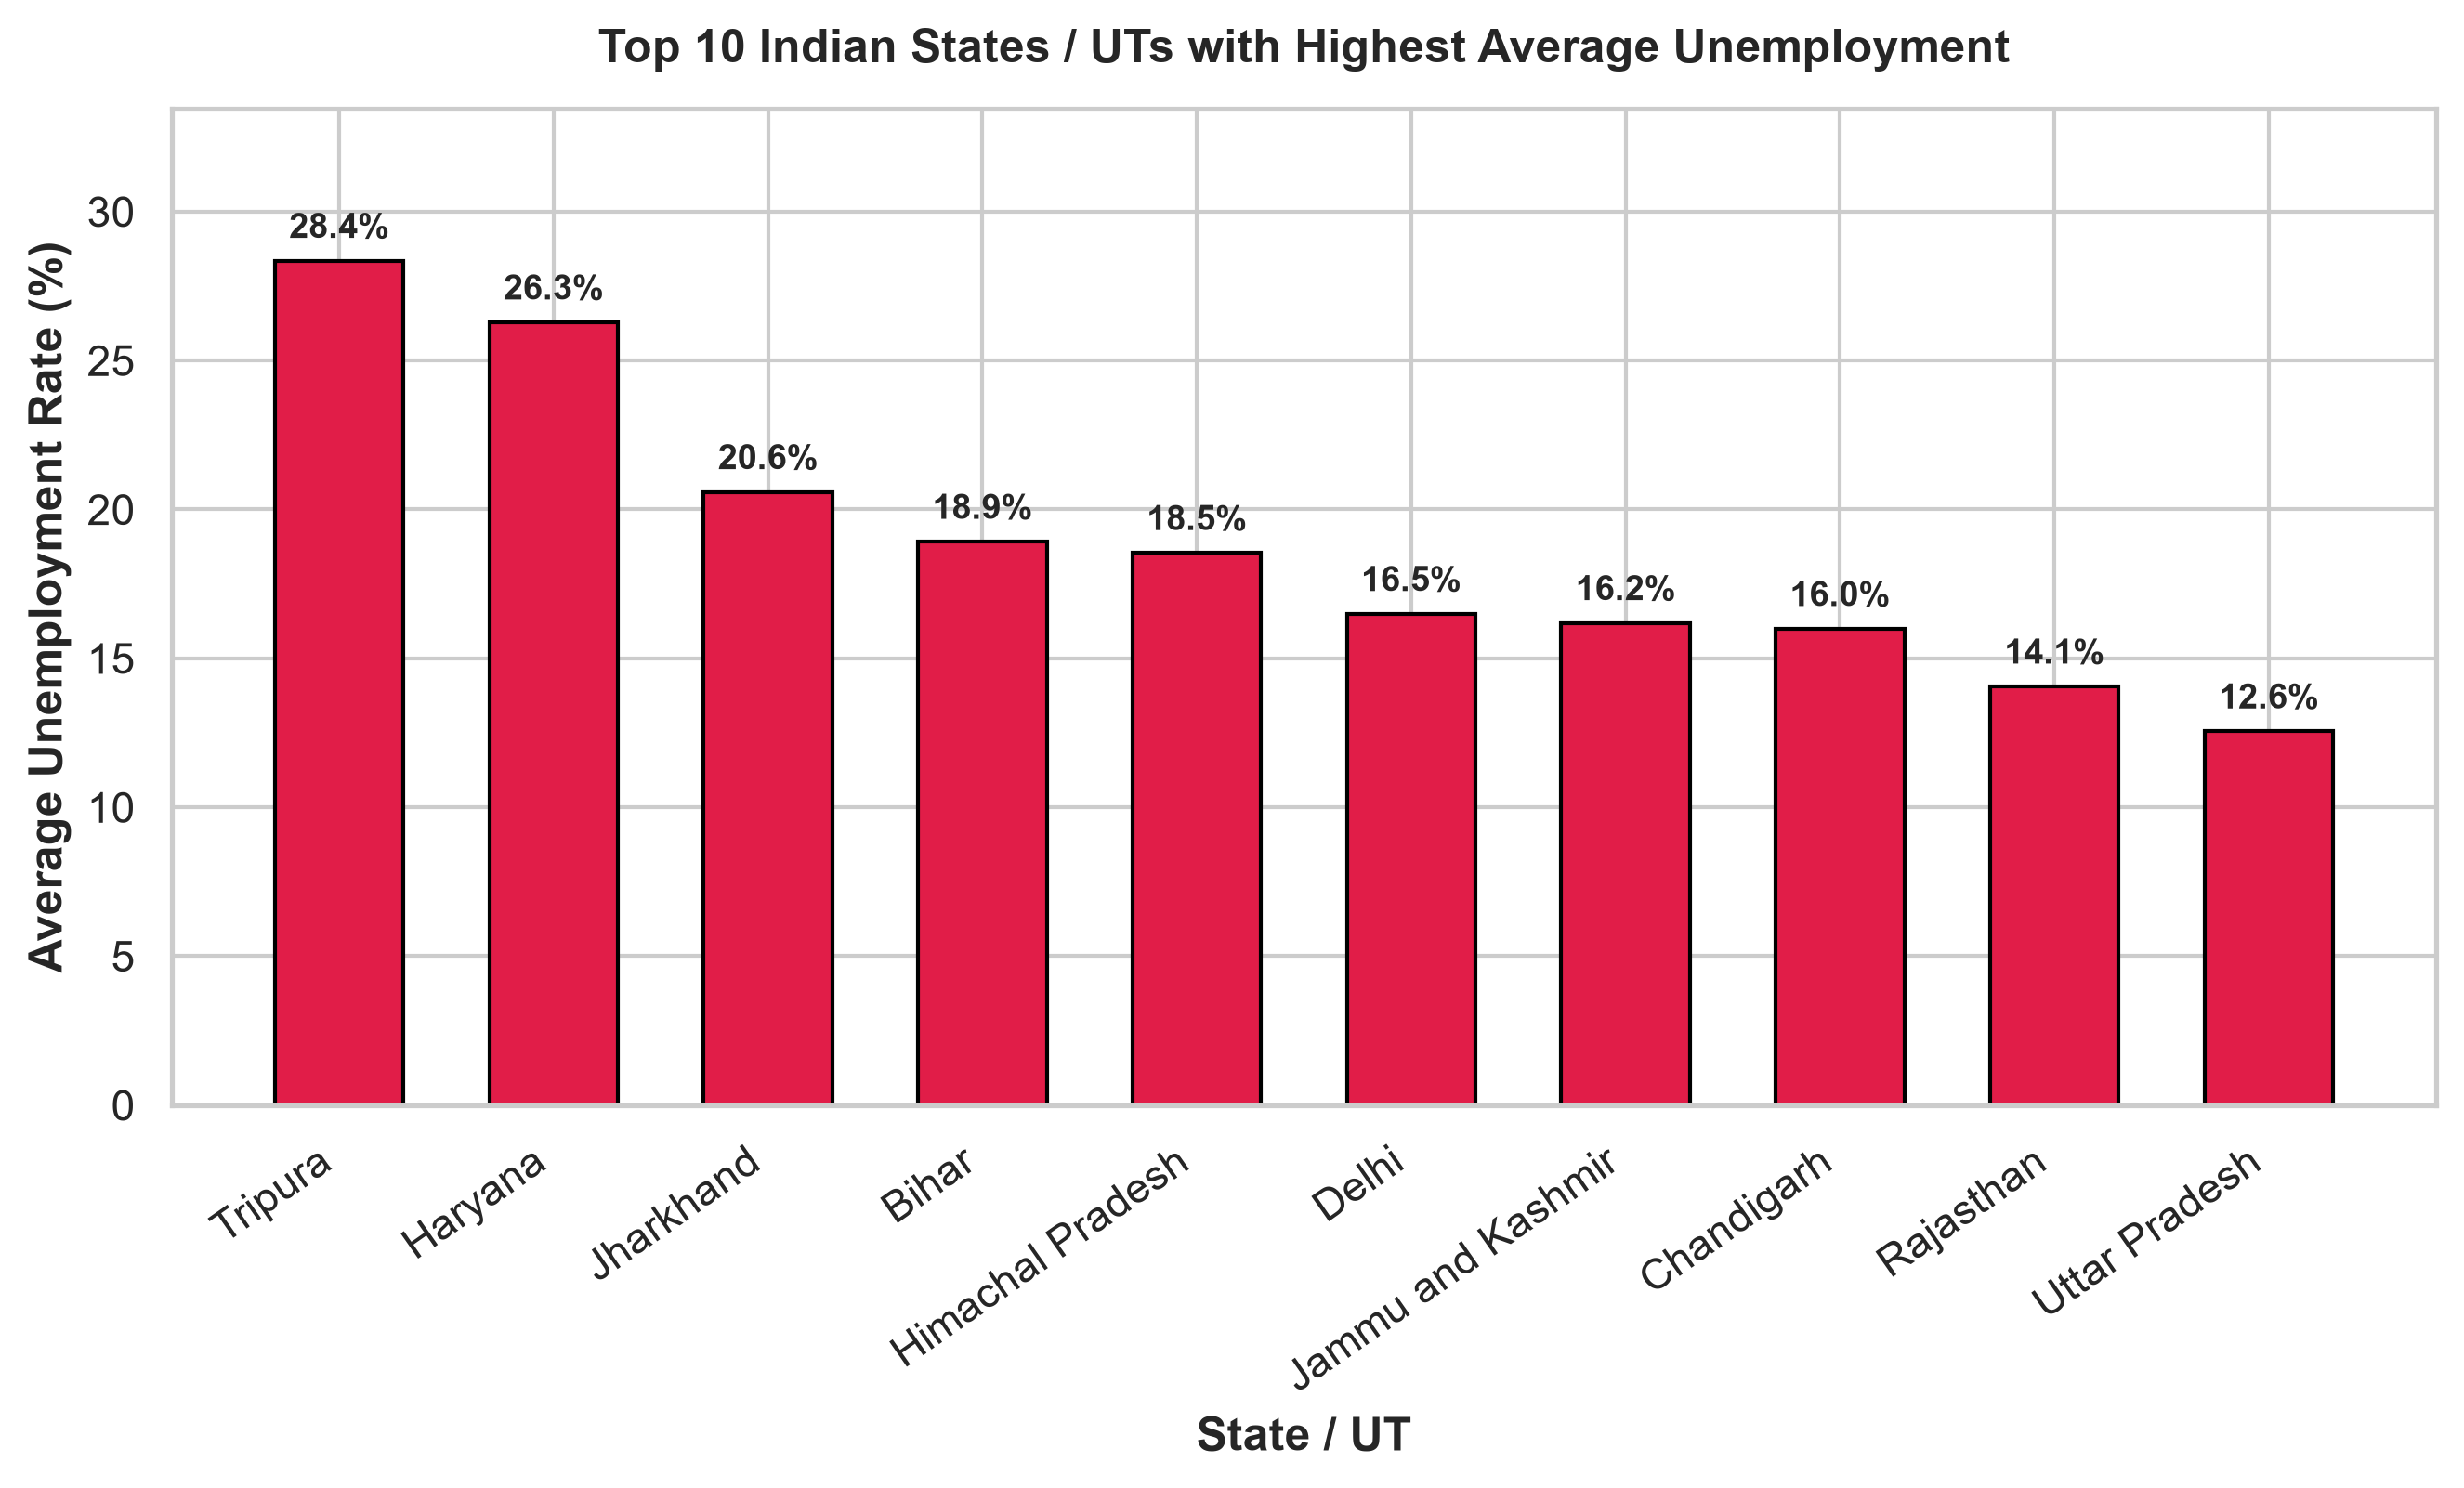 Top 10 Indian States / UTs with Highest Average Unemployment
Average Unemployment Rate (%)
30
25
20
15
10
5
0
28.4%
26.3%
20.6%
18.9%
18.5%
16.5%
16.2%
16.0%
14.1%
12.6%
Tripura
Haryana
Jharkhand
Bihar
Himachal Pradesh
Delhi
Jammu and Kashmir
Chandigarh
Rajasthan
Uttar Pradesh
State / UT